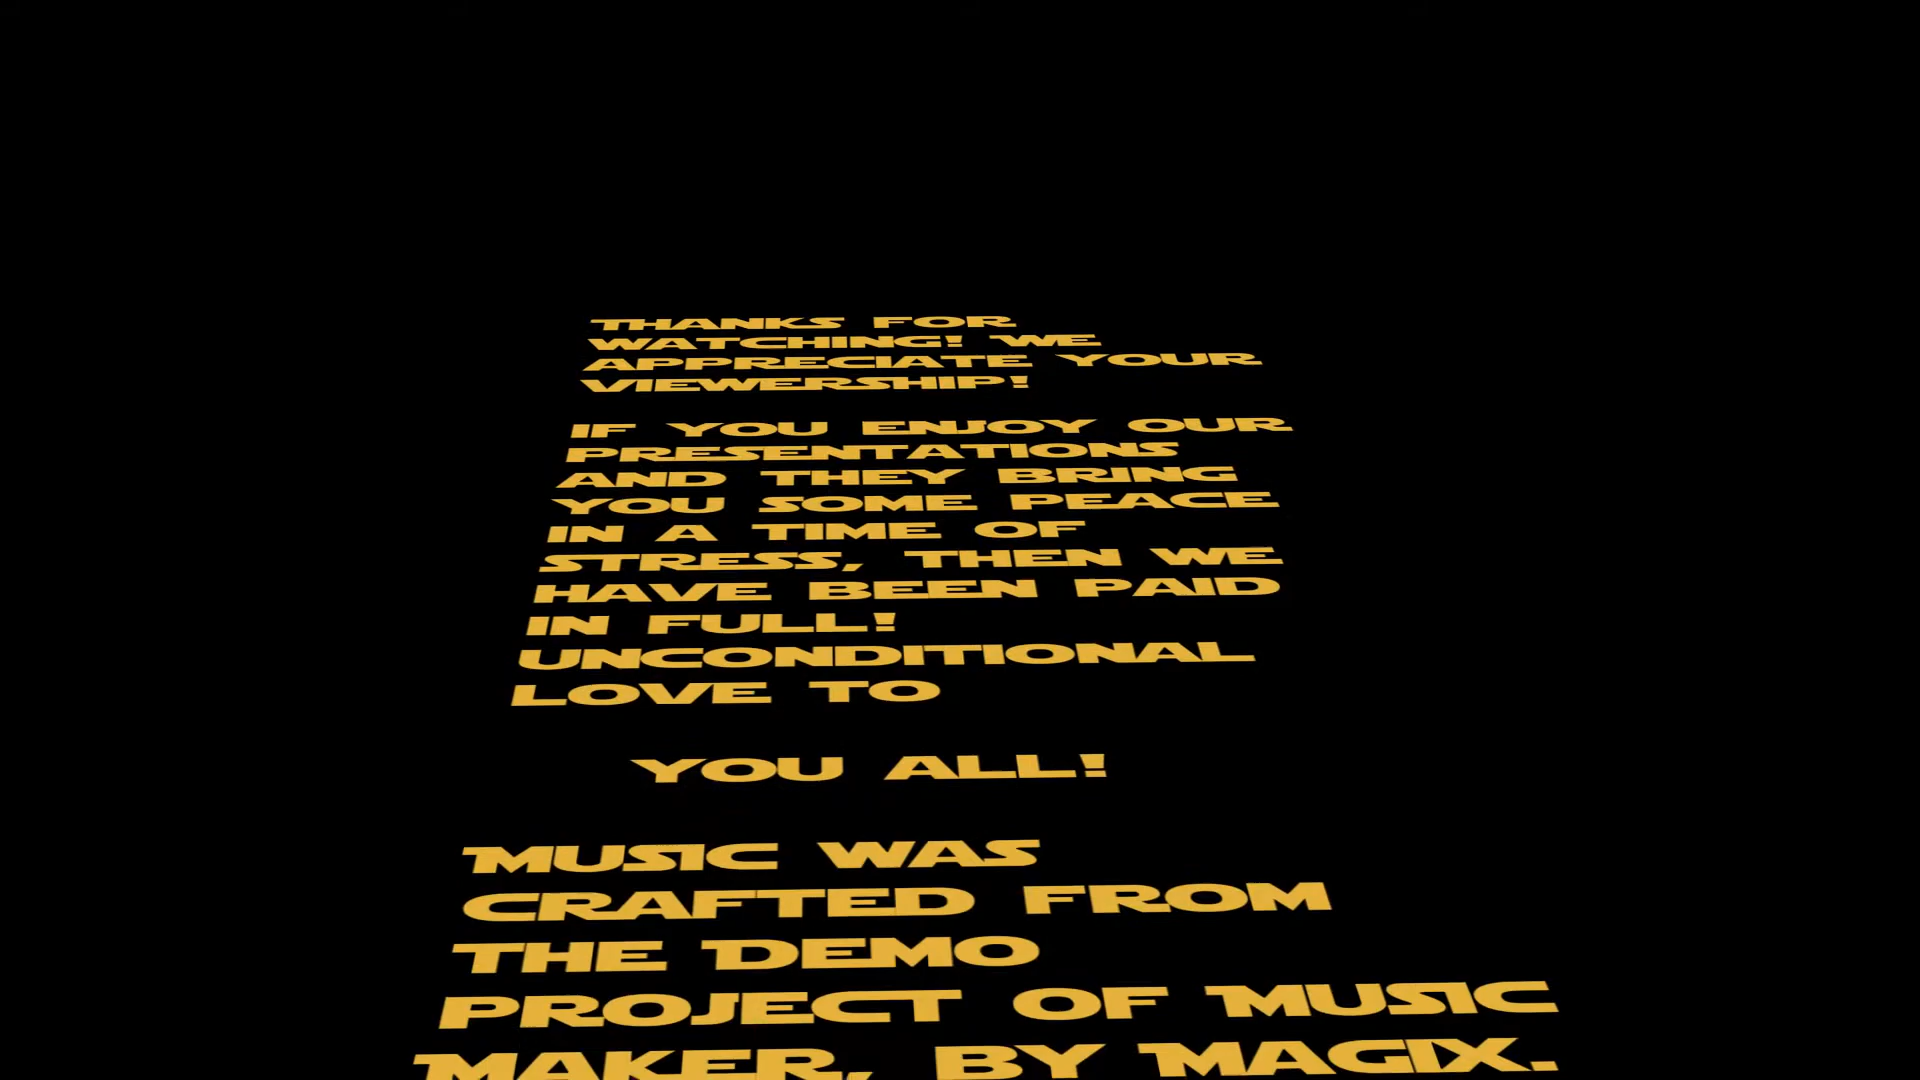 THANKS FOR
WATCHING! WE
APPRECIATE YOUR
VIEWERSHIP!
IF YOU ENJOY OUR
PRESENTATIONS
AND THEY BRING
YOU SOME PEACE
IN A TIME OF
STRESS, THEN WE
HAVE BEEN PAID
IN FULL!
UNCONDITIONAL
LOVE TO
YOU ALL!
MUSIC WAS
CRAFTED FROM
THE DEMO
PROJECT OF MUSIC
MAKER, BY MAGIX.